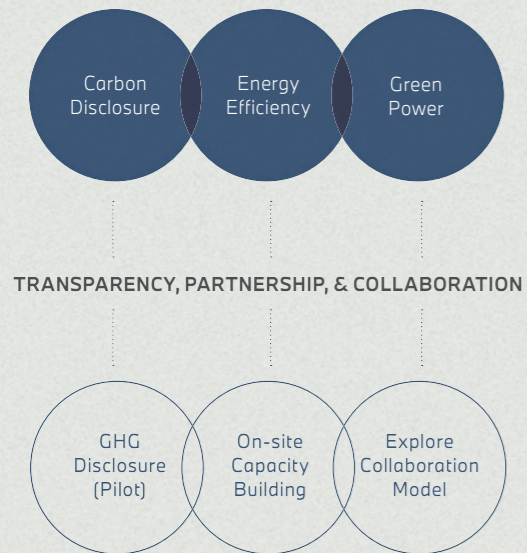 Carbon
Disclosure
Energy
Efficiency
Green
Power
TRANSPARENCY, PARTNERSHIP, & COLLABORATION
GHG
Disclosure
(Pilot)
On-site
Capacity
Building
Explore
Collaboration
Model